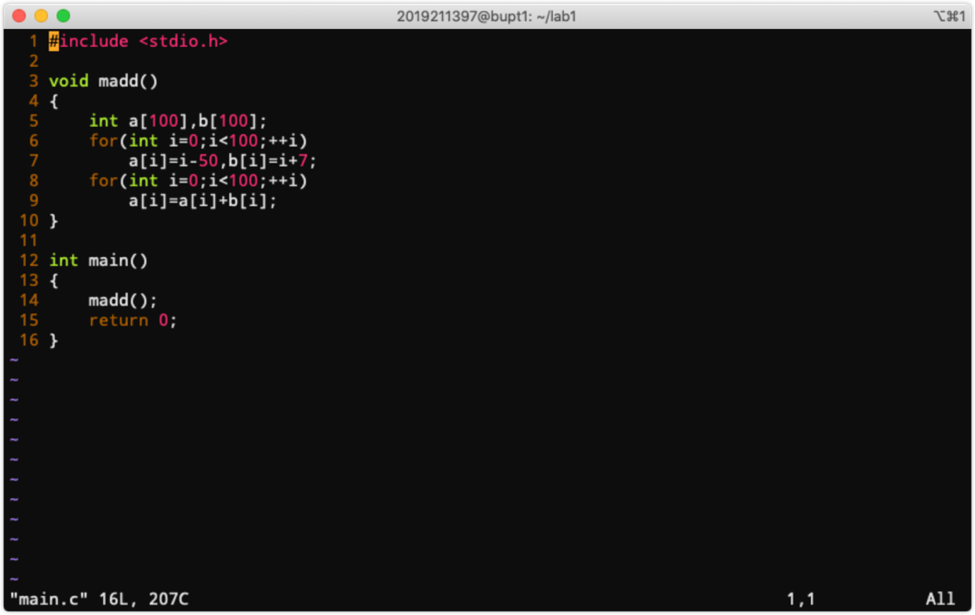 2019211397@bupt1: ~/lab1 ⌥⌘1
1 #include <stdio.h>
2
3 void madd()
4 {
5     int a[100],b[100];
6     for(int i=0;i<100;++i)
7         a[i]=i-50,b[i]=i+7;
8     for(int i=0;i<100;++i)
9         a[i]=a[i]+b[i];
10 }
11
12 int main()
13 {
14     madd();
15     return 0;
16 }
~
~
~
~
~
~
~
~
~
~
~
~
"main.c" 16L, 207C 1,1 All